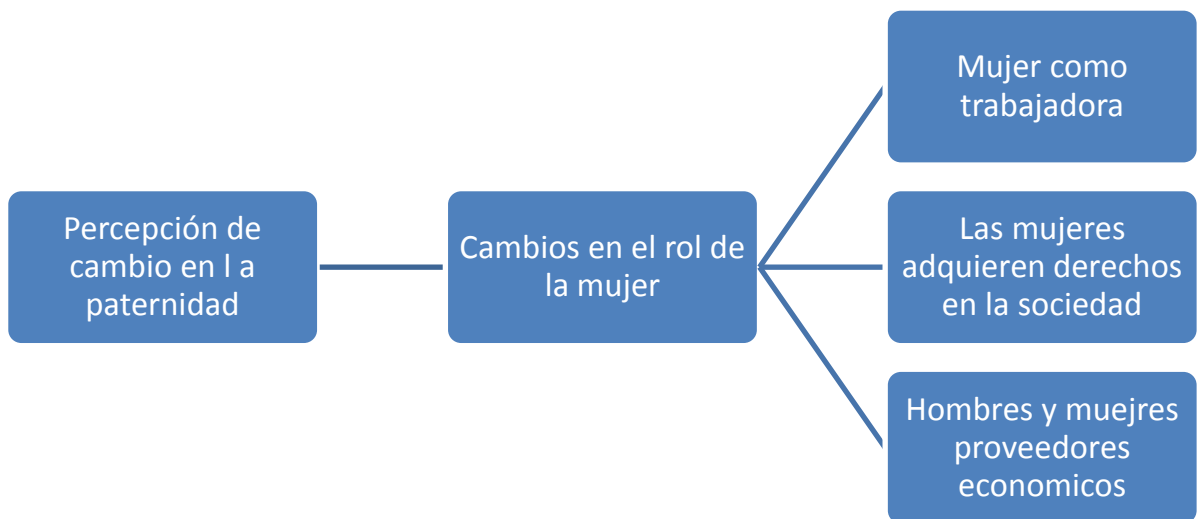 Percepción de
cambio en l a
paternidad
Cambios en el rol de
la mujer
Mujer como
trabajadora
Las mujeres
adquieren derechos
en la sociedad
Hombres y muejres
proveedores
economicos